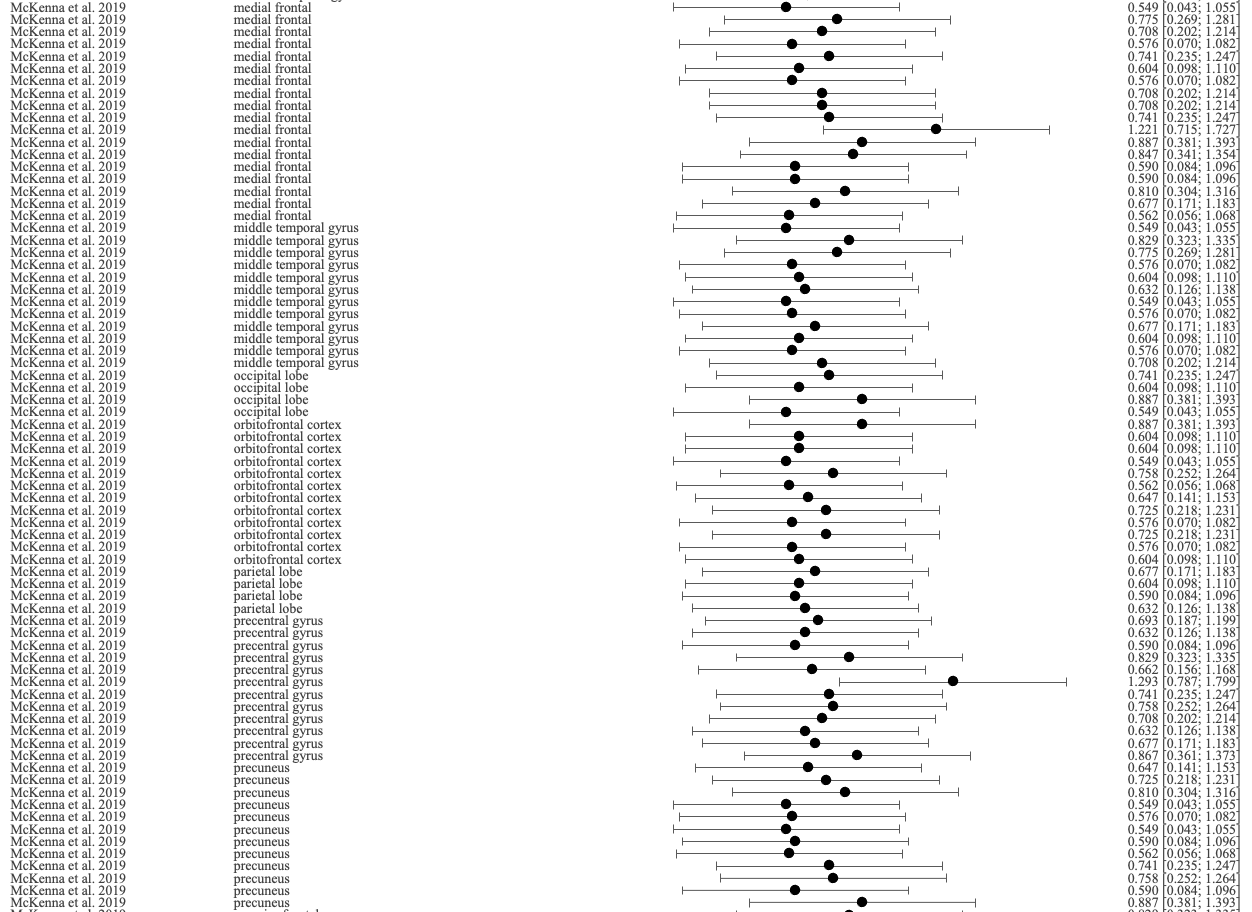 McKenna et al. 2019 medial frontal 0.549 [0.043; 1.055]
McKenna et al. 2019 medial frontal 0.775 [0.269; 1.281]
McKenna et al. 2019 medial frontal 0.708 [0.202; 1.214]
McKenna et al. 2019 medial frontal 0.576 [0.070; 1.082]
McKenna et al. 2019 medial frontal 0.741 [0.235; 1.247]
McKenna et al. 2019 medial frontal 0.604 [0.098; 1.110]
McKenna et al. 2019 medial frontal 0.576 [0.070; 1.082]
McKenna et al. 2019 medial frontal 0.708 [0.202; 1.214]
McKenna et al. 2019 medial frontal 0.708 [0.202; 1.214]
McKenna et al. 2019 medial frontal 0.741 [0.235; 1.247]
McKenna et al. 2019 medial frontal 1.221 [0.715; 1.727]
McKenna et al. 2019 medial frontal 0.887 [0.381; 1.393]
McKenna et al. 2019 medial frontal 0.847 [0.341; 1.354]
McKenna et al. 2019 medial frontal 0.590 [0.084; 1.096]
McKenna et al. 2019 medial frontal 0.590 [0.084; 1.096]
McKenna et al. 2019 medial frontal 0.810 [0.304; 1.316]
McKenna et al. 2019 medial frontal 0.677 [0.171; 1.183]
McKenna et al. 2019 medial frontal 0.562 [0.056; 1.068]
McKenna et al. 2019 middle temporal gyrus 0.549 [0.043; 1.055]
McKenna et al. 2019 middle temporal gyrus 0.829 [0.323; 1.335]
McKenna et al. 2019 middle temporal gyrus 0.775 [0.269; 1.281]
McKenna et al. 2019 middle temporal gyrus 0.576 [0.070; 1.082]
McKenna et al. 2019 middle temporal gyrus 0.604 [0.098; 1.110]
McKenna et al. 2019 middle temporal gyrus 0.632 [0.126; 1.138]
McKenna et al. 2019 middle temporal gyrus 0.549 [0.043; 1.055]
McKenna et al. 2019 middle temporal gyrus 0.576 [0.070; 1.082]
McKenna et al. 2019 middle temporal gyrus 0.677 [0.171; 1.183]
McKenna et al. 2019 middle temporal gyrus 0.604 [0.098; 1.110]
McKenna et al. 2019 middle temporal gyrus 0.576 [0.070; 1.082]
McKenna et al. 2019 middle temporal gyrus 0.708 [0.202; 1.214]
McKenna et al. 2019 occipital lobe 0.741 [0.235; 1.247]
McKenna et al. 2019 occipital lobe 0.604 [0.098; 1.110]
McKenna et al. 2019 occipital lobe 0.887 [0.381; 1.393]
McKenna et al. 2019 occipital lobe 0.549 [0.043; 1.055]
McKenna et al. 2019 orbitofrontal cortex 0.887 [0.381; 1.393]
McKenna et al. 2019 orbitofrontal cortex 0.604 [0.098; 1.110]
McKenna et al. 2019 orbitofrontal cortex 0.604 [0.098; 1.110]
McKenna et al. 2019 orbitofrontal cortex 0.549 [0.043; 1.055]
McKenna et al. 2019 orbitofrontal cortex 0.758 [0.252; 1.264]
McKenna et al. 2019 orbitofrontal cortex 0.562 [0.056; 1.068]
McKenna et al. 2019 orbitofrontal cortex 0.647 [0.141; 1.153]
McKenna et al. 2019 orbitofrontal cortex 0.725 [0.218; 1.231]
McKenna et al. 2019 orbitofrontal cortex 0.576 [0.070; 1.082]
McKenna et al. 2019 orbitofrontal cortex 0.725 [0.218; 1.231]
McKenna et al. 2019 orbitofrontal cortex 0.576 [0.070; 1.082]
McKenna et al. 2019 orbitofrontal cortex 0.604 [0.098; 1.110]
McKenna et al. 2019 parietal lobe 0.677 [0.171; 1.183]
McKenna et al. 2019 parietal lobe 0.604 [0.098; 1.110]
McKenna et al. 2019 parietal lobe 0.590 [0.084; 1.096]
McKenna et al. 2019 parietal lobe 0.632 [0.126; 1.138]
McKenna et al. 2019 precentral gyrus 0.693 [0.187; 1.199]
McKenna et al. 2019 precentral gyrus 0.632 [0.126; 1.138]
McKenna et al. 2019 precentral gyrus 0.590 [0.084; 1.096]
McKenna et al. 2019 precentral gyrus 0.829 [0.323; 1.335]
McKenna et al. 2019 precentral gyrus 0.662 [0.156; 1.168]
McKenna et al. 2019 precentral gyrus 1.293 [0.787; 1.799]
McKenna et al. 2019 precentral gyrus 0.741 [0.235; 1.247]
McKenna et al. 2019 precentral gyrus 0.758 [0.252; 1.264]
McKenna et al. 2019 precentral gyrus 0.708 [0.202; 1.214]
McKenna et al. 2019 precentral gyrus 0.632 [0.126; 1.138]
McKenna et al. 2019 precentral gyrus 0.677 [0.171; 1.183]
McKenna et al. 2019 precentral gyrus 0.867 [0.361; 1.373]
McKenna et al. 2019 precuneus 0.647 [0.141; 1.153]
McKenna et al. 2019 precuneus 0.725 [0.218; 1.231]
McKenna et al. 2019 precuneus 0.810 [0.304; 1.316]
McKenna et al. 2019 precuneus 0.549 [0.043; 1.055]
McKenna et al. 2019 precuneus 0.576 [0.070; 1.082]
McKenna et al. 2019 precuneus 0.549 [0.043; 1.055]
McKenna et al. 2019 precuneus 0.590 [0.084; 1.096]
McKenna et al. 2019 precuneus 0.562 [0.056; 1.068]
McKenna et al. 2019 precuneus 0.741 [0.235; 1.247]
McKenna et al. 2019 precuneus 0.758 [0.252; 1.264]
McKenna et al. 2019 precuneus 0.590 [0.084; 1.096]
McKenna et al. 2019 precuneus 0.887 [0.381; 1.393]